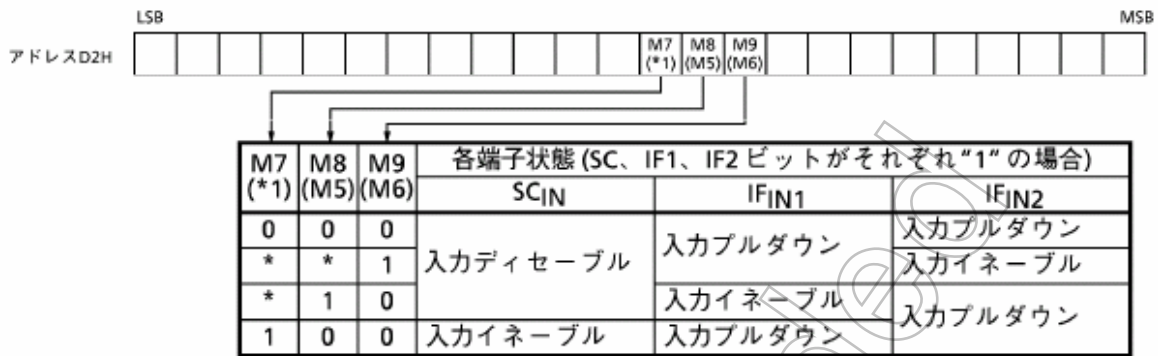 LSB MSB
アドレスD2H M7 M8 M9
(*1) (M5) (M6)
M7 M8 M9 各端子状態 (SC、IF1、IF2 ビットがそれぞれ“1” の場合)
(*1) (M5) (M6) SCIN IFIN1 IFIN2
0 0 0 入力ディセーブル 入力プルダウン 入力プルダウン
* * 1 入力イネーブル
* 1 0 入力イネーブル 入力プルダウン
1 0 0 入力イネーブル 入力プルダウン